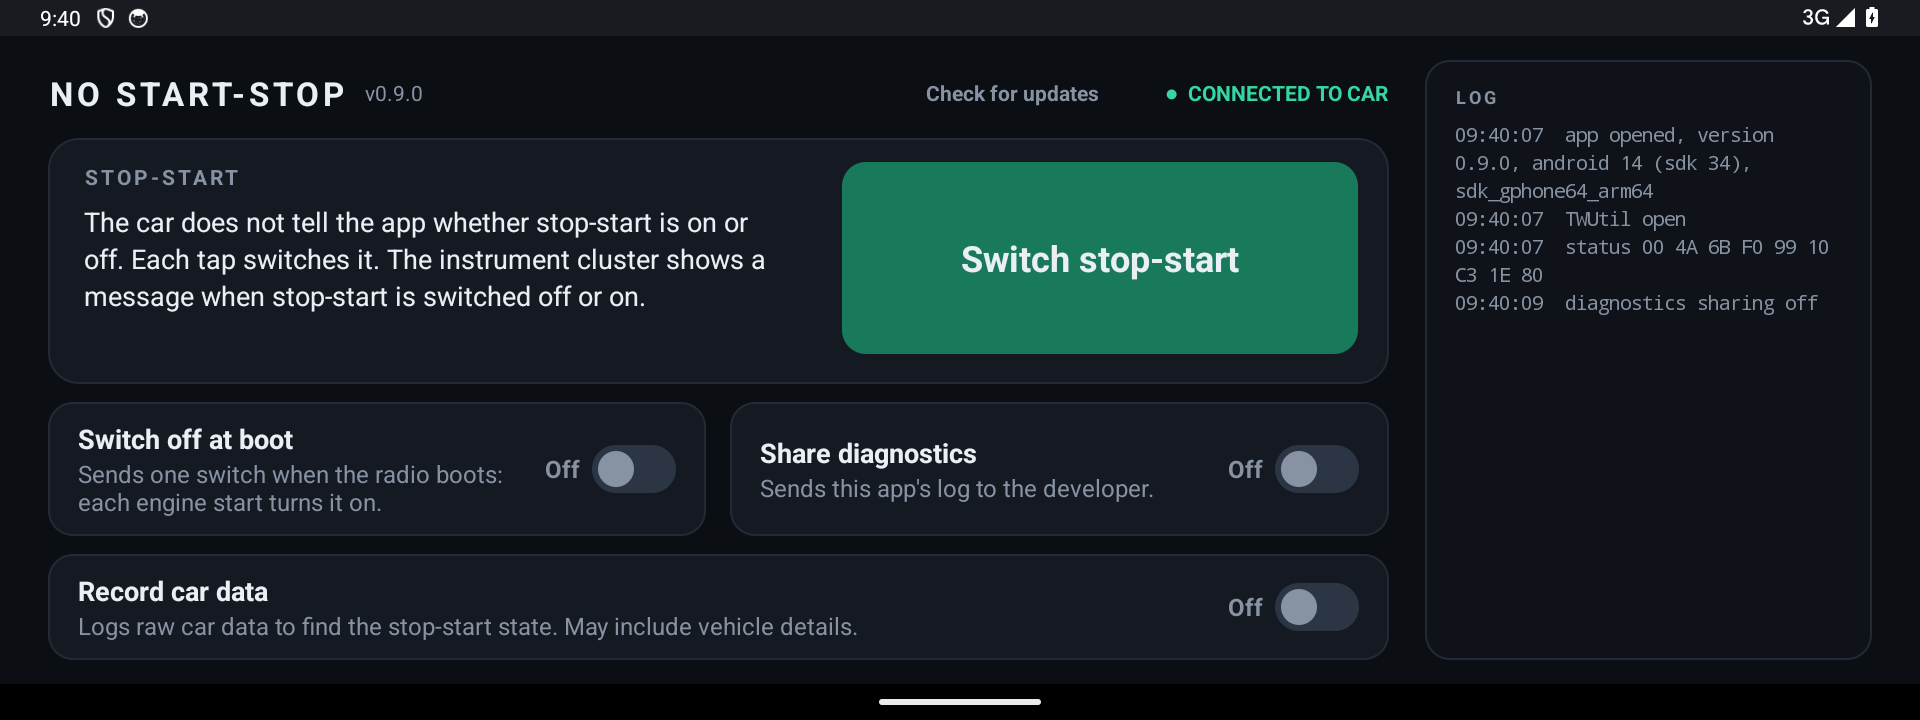 9:40
3G
NO START-STOP v0.9.0
Check for updates
CONNECTED TO CAR
STOP-START
The car does not tell the app whether stop-start is on or
off. Each tap switches it. The instrument cluster shows a
message when stop-start is switched off or on.
Switch stop-start
Switch off at boot
Sends one switch when the radio boots:
each engine start turns it on.
Off
Share diagnostics
Sends this app's log to the developer.
Off
Record car data
Logs raw car data to find the stop-start state. May include vehicle details.
Off
LOG
09:40:07 app opened, version
0.9.0, android 14 (sdk 34),
sdk_gphone64_arm64
09:40:07 TWUtil open
09:40:07 status 00 4A 6B F0 99 10
C3 1E 80
09:40:09 diagnostics sharing off